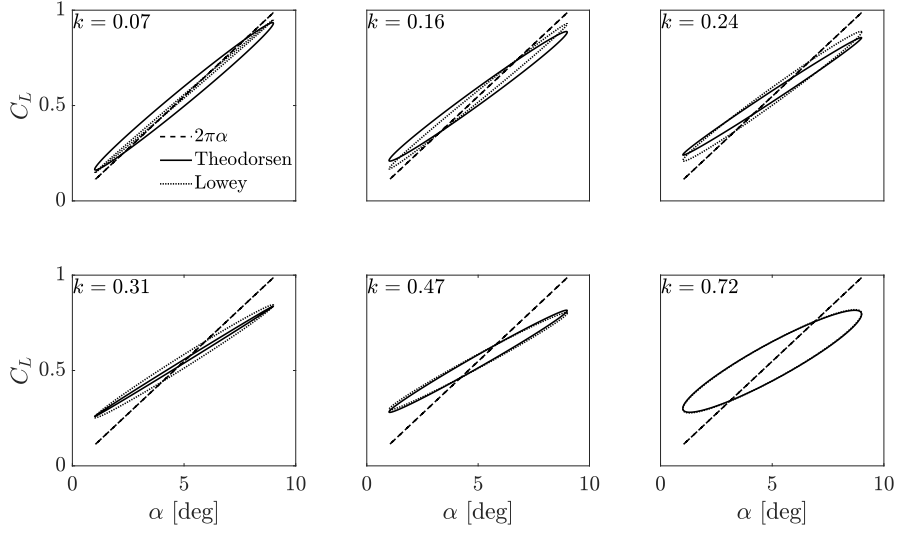 k = 0.07
k = 0.16
k = 0.24
1
0.5
0
C_L
2πα
Theodorsen
Lowey
k = 0.31
k = 0.47
k = 0.72
1
0.5
0
C_L
0 5 10
0 5 10
0 5 10
α [deg]
α [deg]
α [deg]